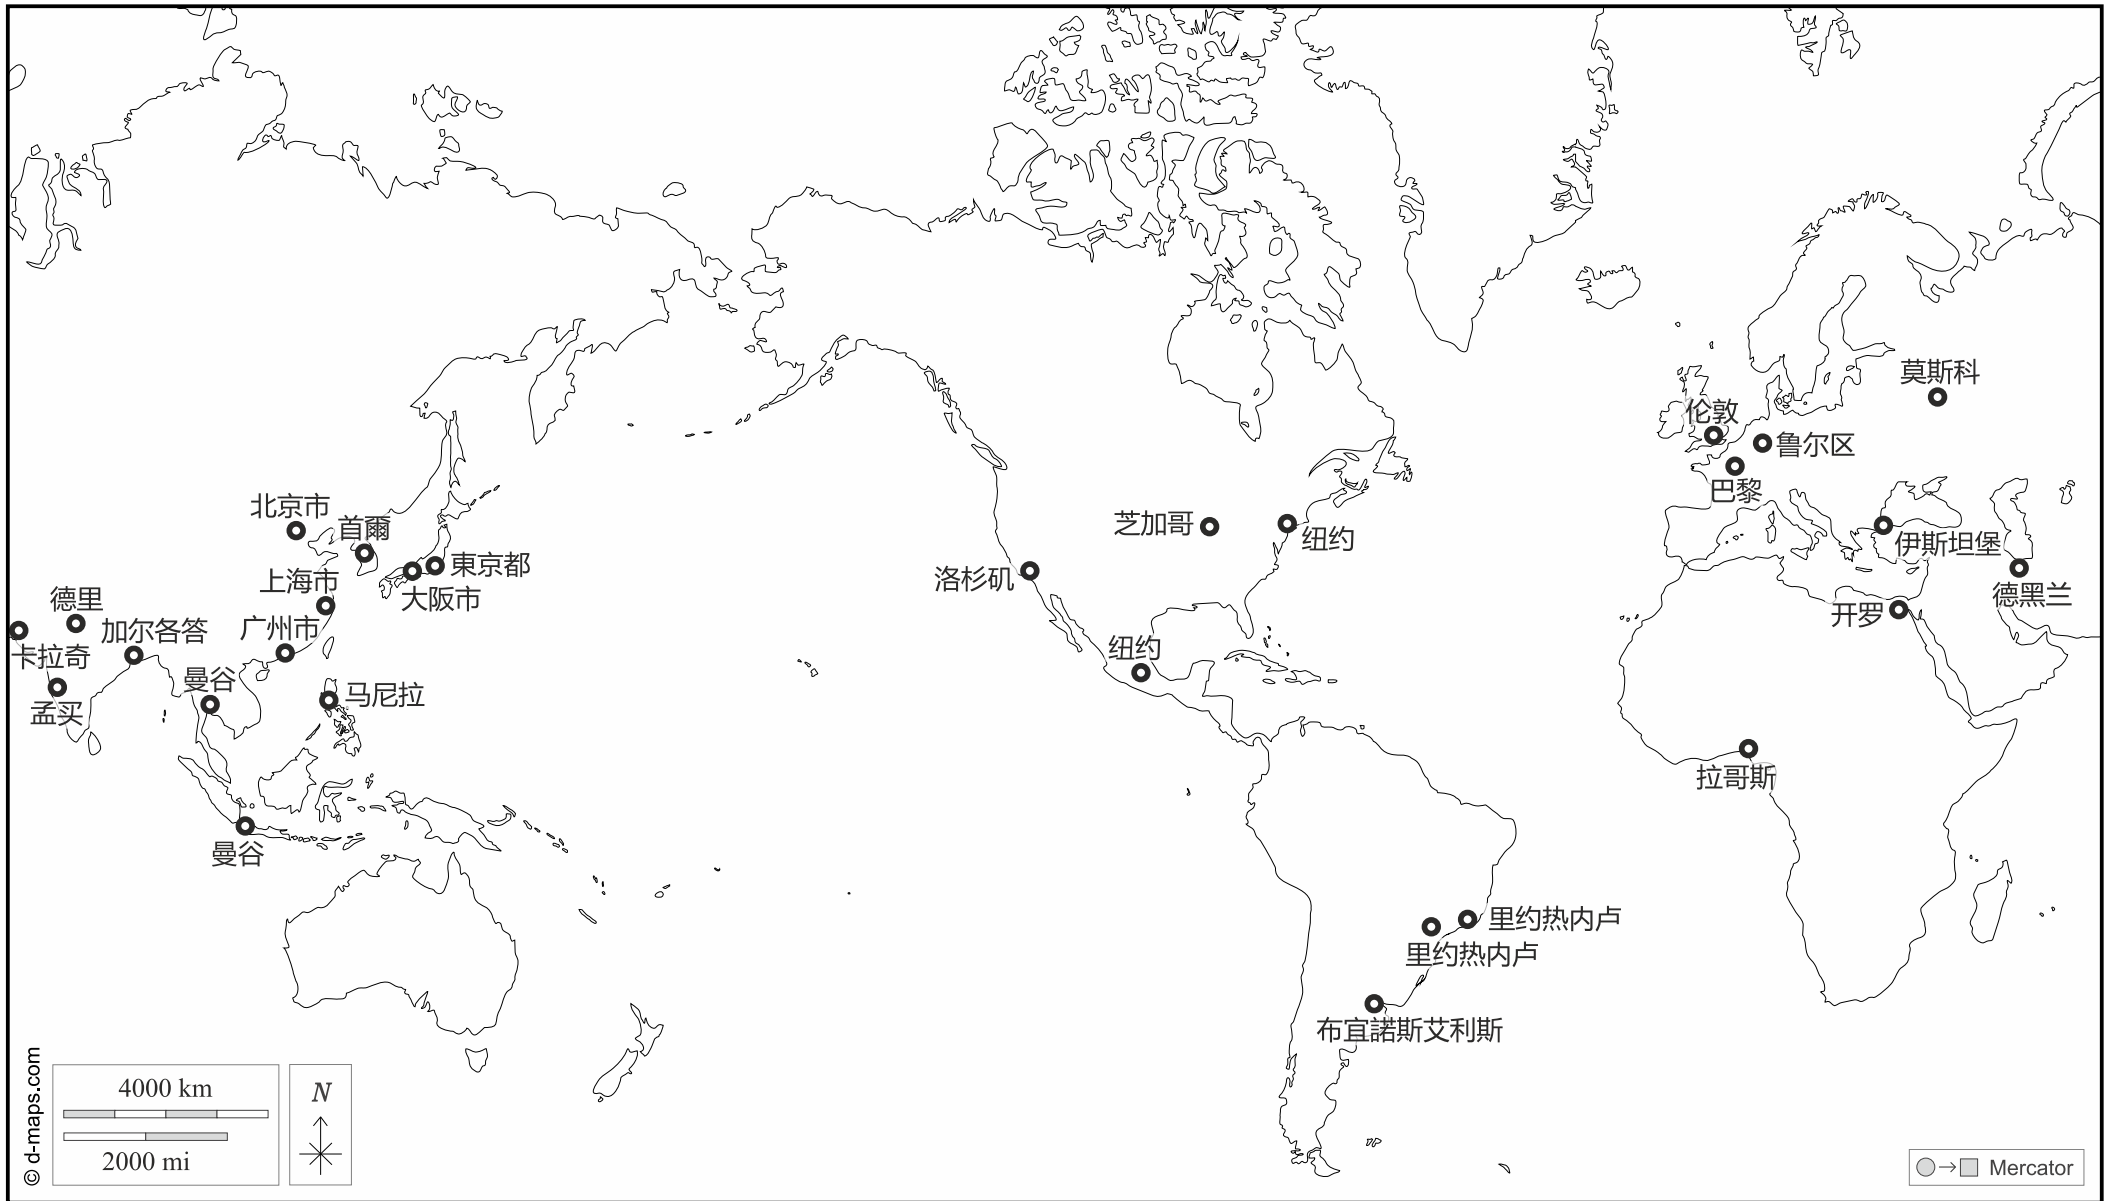 莫斯科
伦敦
鲁尔区
巴黎
北京市
首爾
芝加哥
纽约
伊斯坦堡
東京都
上海市
大阪市
洛杉矶
德黑兰
德里
开罗
加尔各答
广州市
卡拉奇
纽约
曼谷
马尼拉
孟买
拉哥斯
曼谷
里约热内卢
里约热内卢
布宜諾斯艾利斯
© d-maps.com
4000 km
2000 mi
N
Mercator